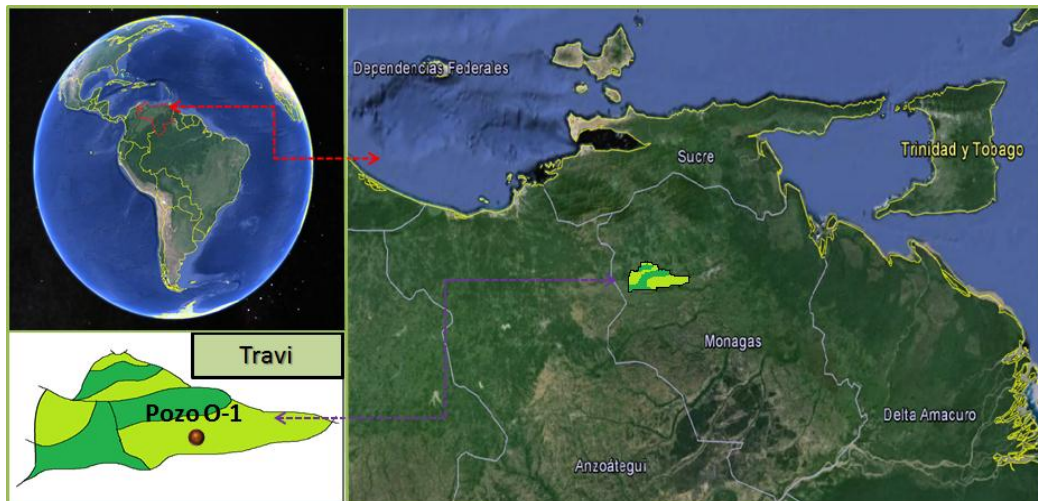 Dependencias Federales
Sucre
Trinidad y Tobago
Monagas
Delta Amacuro
Anzoátegui
Travi
Pozo O-1